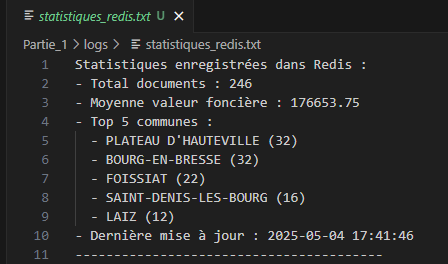 statistiques_redis.txt U ×
Partie_1 > logs > statistiques_redis.txt
1 Statistiques enregistrées dans Redis :
2 - Total documents : 246
3 - Moyenne valeur foncière : 176653.75
4 - Top 5 communes :
5 - PLATEAU D'HAUTEVILLE (32)
6 - BOURG-EN-BRESSE (32)
7 - FOISSIAT (22)
8 - SAINT-DENIS-LES-BOURG (16)
9 - LAIZ (12)
10 - Dernière mise à jour : 2025-05-04 17:41:46
11 ----------------------------------------